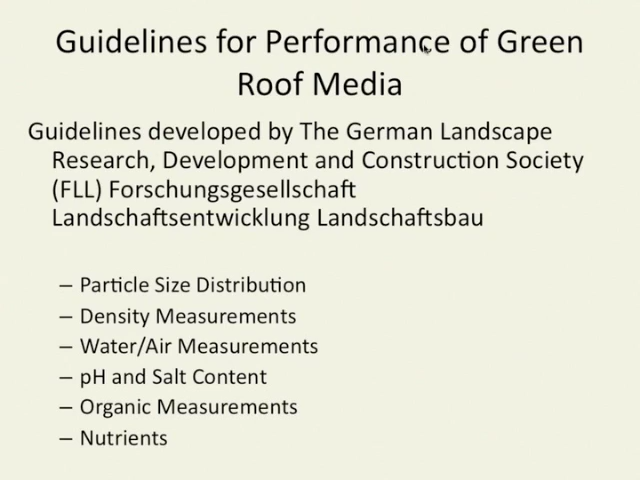 Guidelines for Performance of Green
Roof Media
Guidelines developed by The German Landscape
Research, Development and Construction Society
(FLL) Forschungsgesellschaft
Landschaftsentwicklung Landschaftsbau
– Particle Size Distribution
– Density Measurements
– Water/Air Measurements
– pH and Salt Content
– Organic Measurements
– Nutrients